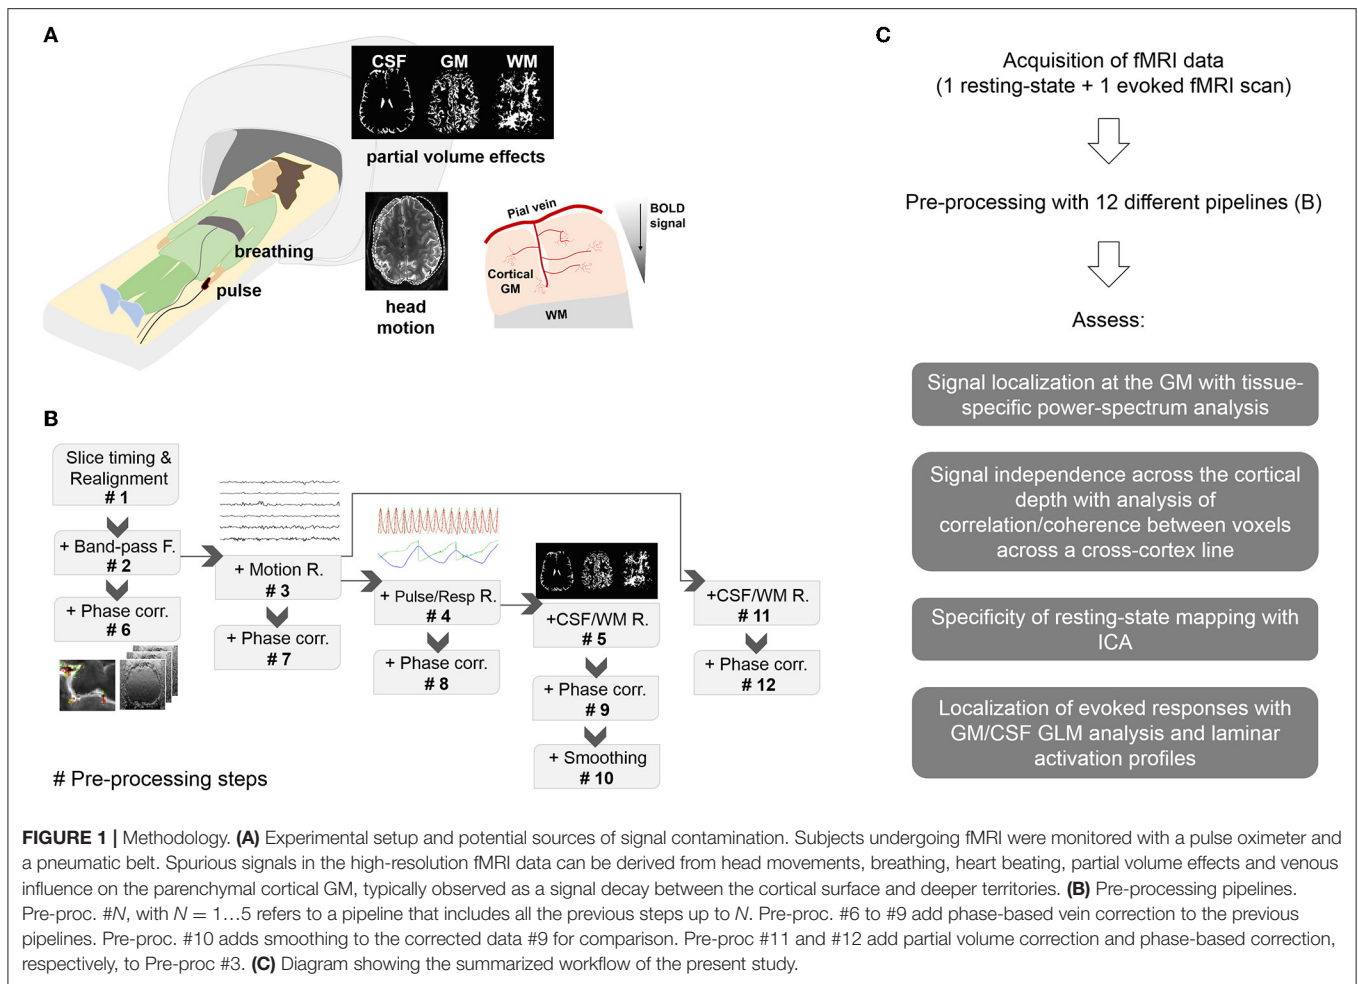 A
CSF GM WM
partial volume effects
breathing
pulse
head
motion
Pial vein
Cortical
GM
WM
BOLD
signal
B
Slice timing &
Realignment
# 1
+ Band-pass F.
# 2
+ Phase corr.
# 6
+ Motion R.
# 3
+ Phase corr.
# 7
+ Pulse/Resp R.
# 4
+ Phase corr.
# 8
+CSF/WM R.
# 5
+ Phase corr.
# 9
+ Smoothing
# 10
+CSF/WM R.
# 11
+ Phase corr.
# 12
# Pre-processing steps
C
Acquisition of fMRI data
(1 resting-state + 1 evoked fMRI scan)
Pre-processing with 12 different pipelines (B)
Assess:
Signal localization at the GM with tissue-
specific power-spectrum analysis
Signal independence across the cortical
depth with analysis of
correlation/coherence between voxels
across a cross-cortex line
Specificity of resting-state mapping with
ICA
Localization of evoked responses with
GM/CSF GLM analysis and laminar
activation profiles
FIGURE 1 | Methodology. (A) Experimental setup and potential sources of signal contamination. Subjects undergoing fMRI were monitored with a pulse oximeter and
a pneumatic belt. Spurious signals in the high-resolution fMRI data can be derived from head movements, breathing, heart beating, partial volume effects and venous
influence on the parenchymal cortical GM, typically observed as a signal decay between the cortical surface and deeper territories. (B) Pre-processing pipelines.
Pre-proc. #N, with N = 1…5 refers to a pipeline that includes all the previous steps up to N. Pre-proc. #6 to #9 add phase-based vein correction to the previous
pipelines. Pre-proc. #10 adds smoothing to the corrected data #9 for comparison. Pre-proc #11 and #12 add partial volume correction and phase-based correction,
respectively, to Pre-proc #3. (C) Diagram showing the summarized workflow of the present study.